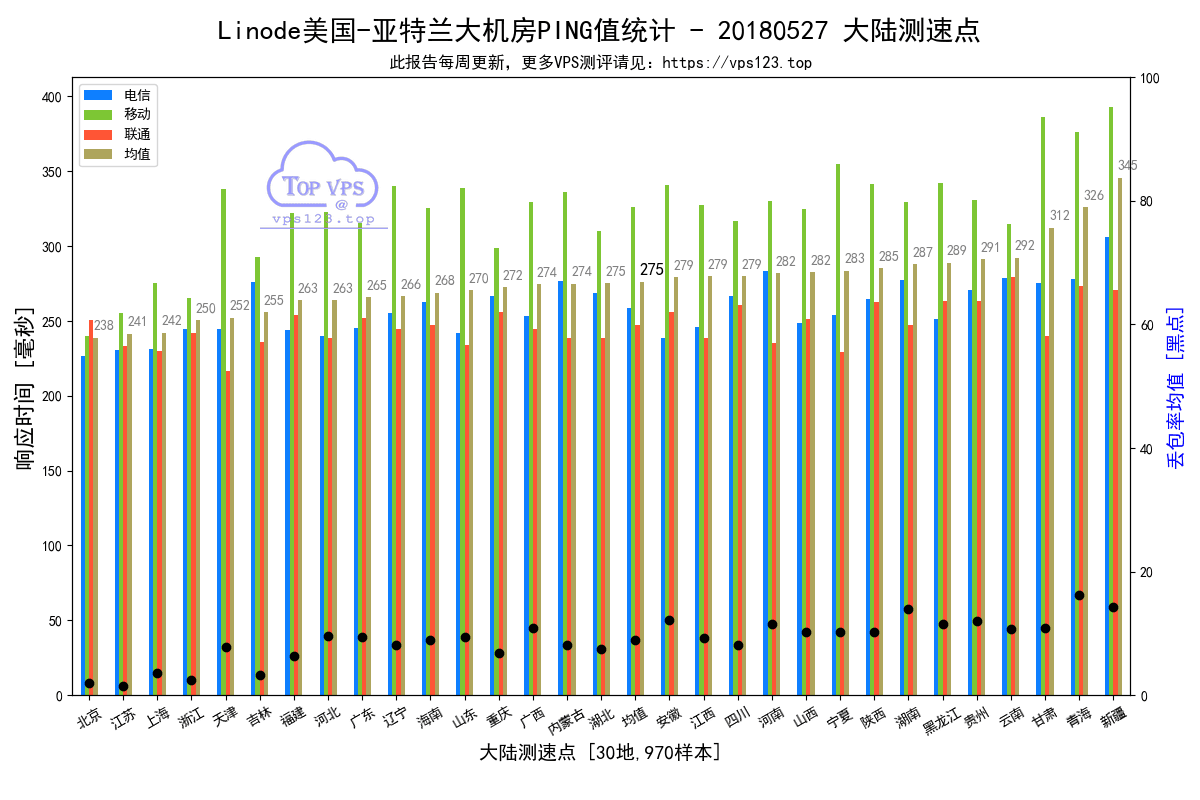 Linode美国-亚特兰大机房PING值统计 - 20180527 大陆测速点
此报告每周更新，更多VPS测评请见：https://vps123.top
电信
移动
联通
均值
TOP VPS
@
vps123.top
响应时间 [毫秒]
400
350
300
250
200
150
100
50
0
238
241
242
250
252
255
263
263
265
266
268
270
272
274
274
275
275
279
279
279
282
282
283
285
287
289
291
292
312
326
345
100
80
60
40
20
0
丢包率均值 [黑点]
北京
江苏
上海
浙江
天津
吉林
福建
河北
广东
辽宁
海南
山东
重庆
广西
内蒙古
湖北
均值
安徽
江西
四川
河南
山西
宁夏
陕西
湖南
黑龙江
贵州
云南
甘肃
青海
新疆
大陆测速点 [30地,970样本]